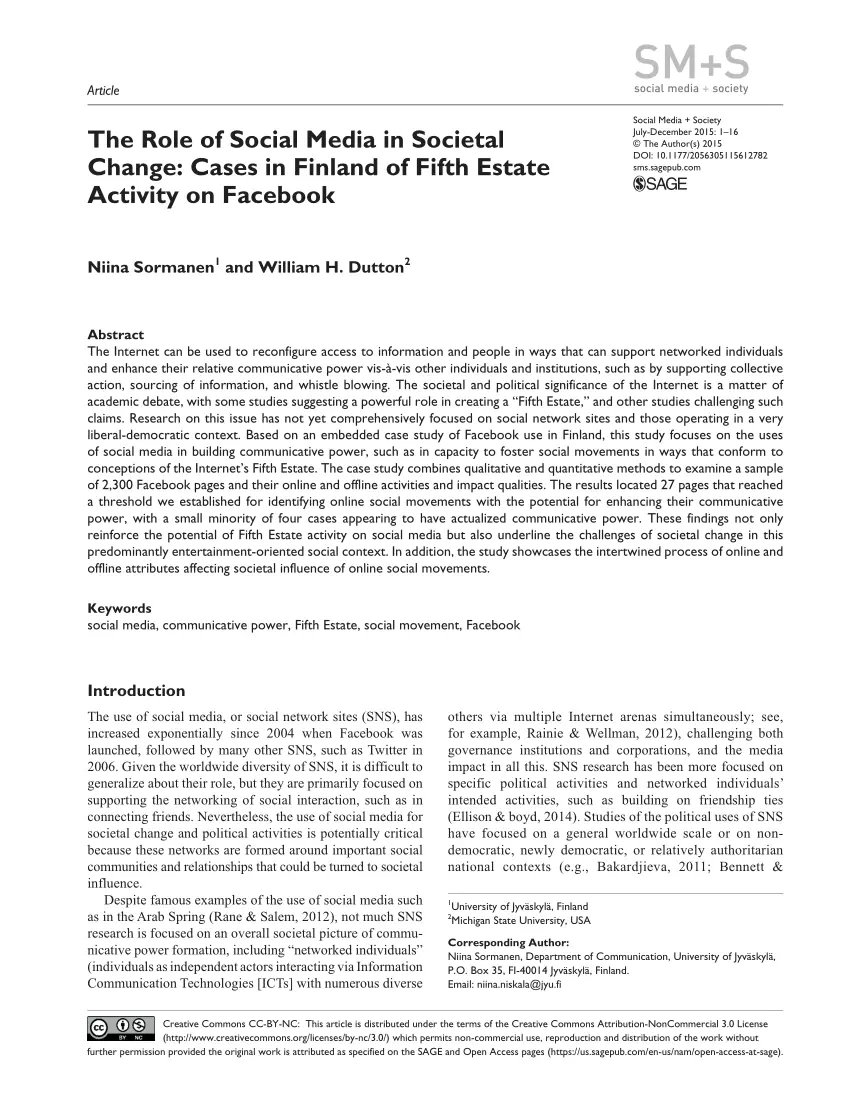 Article
SM+S
social media + society
Social Media + Society
July-December 2015: 1–16
© The Author(s) 2015
DOI: 10.1177/2056305115612782
sms.sagepub.com
SAGE
The Role of Social Media in Societal
Change: Cases in Finland of Fifth Estate
Activity on Facebook
Niina Sormanen1 and William H. Dutton2
Abstract
The Internet can be used to reconfigure access to information and people in ways that can support networked individuals
and enhance their relative communicative power vis-à-vis other individuals and institutions, such as by supporting collective
action, sourcing of information, and whistle blowing. The societal and political significance of the Internet is a matter of
academic debate, with some studies suggesting a powerful role in creating a “Fifth Estate,” and other studies challenging such
claims. Research on this issue has not yet comprehensively focused on social network sites and those operating in a very
liberal-democratic context. Based on an embedded case study of Facebook use in Finland, this study focuses on the uses
of social media in building communicative power, such as in capacity to foster social movements in ways that conform to
conceptions of the Internet’s Fifth Estate. The case study combines qualitative and quantitative methods to examine a sample
of 2,300 Facebook pages and their online and offline activities and impact qualities. The results located 27 pages that reached
a threshold we established for identifying online social movements with the potential for enhancing their communicative
power, with a small minority of four cases appearing to have actualized communicative power. These findings not only
reinforce the potential of Fifth Estate activity on social media but also underline the challenges of societal change in this
predominantly entertainment-oriented social context. In addition, the study showcases the intertwined process of online and
offline attributes affecting societal influence of online social movements.
Keywords
social media, communicative power, Fifth Estate, social movement, Facebook
Introduction
The use of social media, or social network sites (SNS), has
increased exponentially since 2004 when Facebook was
launched, followed by many other SNS, such as Twitter in
2006. Given the worldwide diversity of SNS, it is difficult to
generalize about their role, but they are primarily focused on
supporting the networking of social interaction, such as in
connecting friends. Nevertheless, the use of social media for
societal change and political activities is potentially critical
because these networks are formed around important social
communities and relationships that could be turned to societal
influence.
Despite famous examples of the use of social media such
as in the Arab Spring (Rane & Salem, 2012), not much SNS
research is focused on an overall societal picture of commu-
nicative power formation, including “networked individuals”
(individuals as independent actors interacting via Information
Communication Technologies [ICTs] with numerous diverse
others via multiple Internet arenas simultaneously; see,
for example, Rainie & Wellman, 2012), challenging both
governance institutions and corporations, and the media
impact in all this. SNS research has been more focused on
specific political activities and networked individuals’
intended activities, such as building on friendship ties
(Ellison & boyd, 2014). Studies of the political uses of SNS
have focused on a general worldwide scale or on non-
democratic, newly democratic, or relatively authoritarian
national contexts (e.g., Bakardjieva, 2011; Bennett &
1University of Jyväskylä, Finland
2Michigan State University, USA
Corresponding Author:
Niina Sormanen, Department of Communication, University of Jyväskylä,
P.O. Box 35, FI-40014 Jyväskylä, Finland.
Email: niina.niskala@jyu.fi
cc BY NC
Creative Commons CC-BY-NC: This article is distributed under the terms of the Creative Commons Attribution-NonCommercial 3.0 License
(http://www.creativecommons.org/licenses/by-nc/3.0/) which permits non-commercial use, reproduction and distribution of the work without
further permission provided the original work is attributed as specified on the SAGE and Open Access pages (https://us.sagepub.com/en-us/nam/open-access-at-sage).